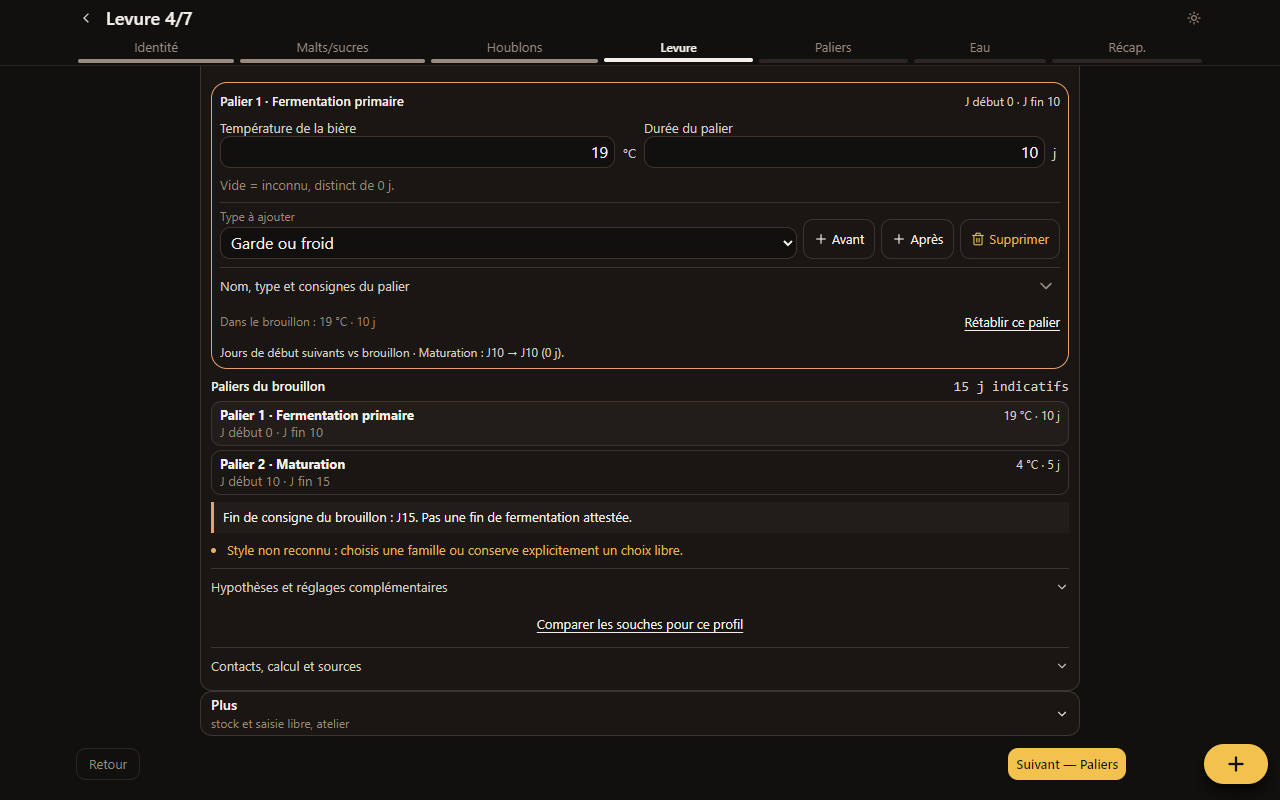 Levure 4/7
Identité
Malts/sucres
Houblons
Levure
Paliers
Eau
Récap.
Palier 1 · Fermentation primaire
J début 0 · J fin 10
Température de la bière
Durée du palier
19 °C
10 j
Vide = inconnu, distinct de 0 j.
Type à ajouter
Garde ou froid
+ Avant
+ Après
Supprimer
Nom, type et consignes du palier
Dans le brouillon : 19 °C · 10 j
Rétablir ce palier
Jours de début suivants vs brouillon · Maturation : J10 → J10 (0 j).
Paliers du brouillon
15 j indicatifs
Palier 1 · Fermentation primaire
19 °C · 10 j
J début 0 · J fin 10
Palier 2 · Maturation
4 °C · 5 j
J début 10 · J fin 15
Fin de consigne du brouillon : J15. Pas une fin de fermentation attestée.
• Style non reconnu : choisis une famille ou conserve explicitement un choix libre.
Hypothèses et réglages complémentaires
Comparer les souches pour ce profil
Contacts, calcul et sources
Plus
stock et saisie libre, atelier
Retour
Suivant — Paliers
+